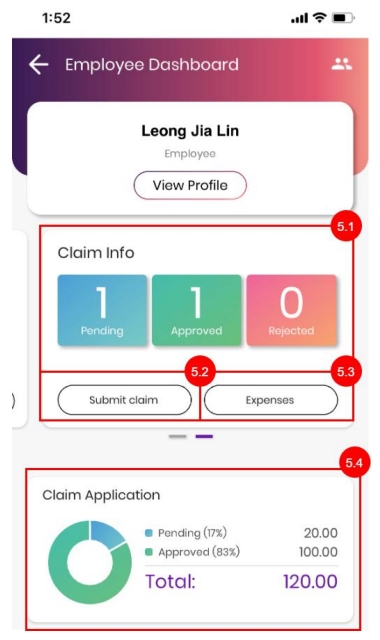 1:52
Employee Dashboard
Leong Jia Lin
Employee
View Profile
5.1
Claim Info
1 1 0
Pending Approved Rejected
5.2 5.3
Submit claim Expenses
5.4
Claim Application
Pending (17%) 20.00
Approved (83%) 100.00
Total: 120.00